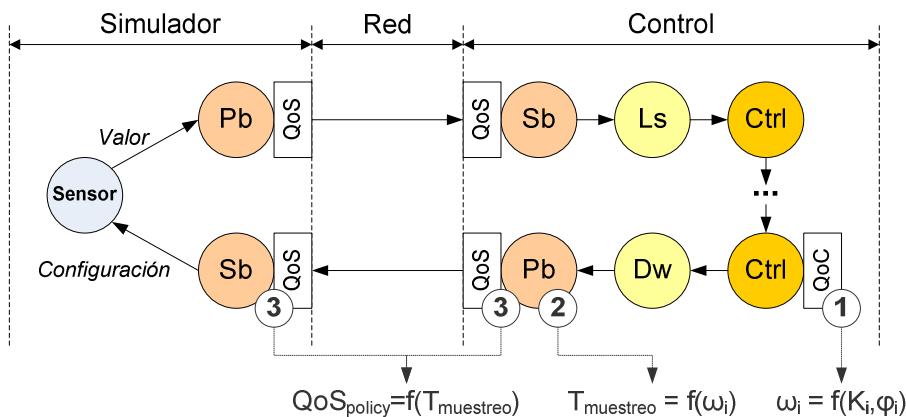 Simulador Red Control
Pb QoS QoS Sb Ls Ctrl
Valor
Sensor
...
Configuración
Sb QoS QoS Pb Dw Ctrl QoC
3 3 2 1
QoSpolicy=f(Tmuestreo) Tmuestreo = f(ωi) ωi = f(Ki,φi)